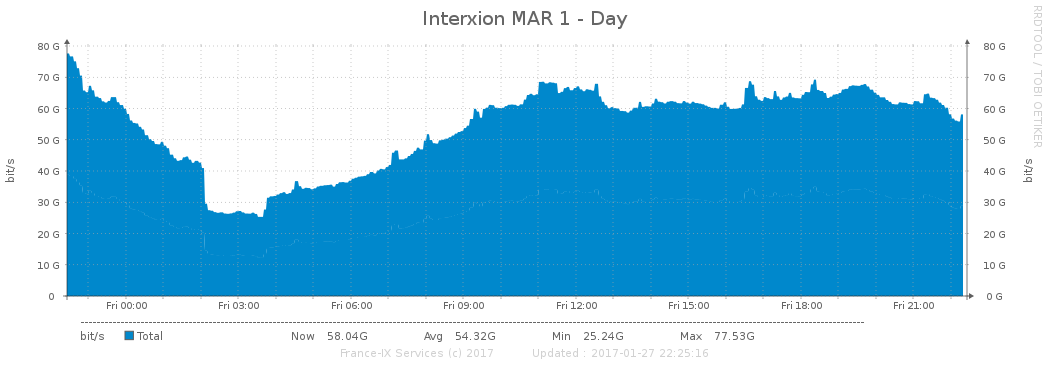 Interxion MAR 1 - Day
RRDTOOL / TOBI OETIKER
80 G 80 G
70 G 70 G
60 G 60 G
50 G 50 G
40 G 40 G
30 G 30 G
20 G 20 G
10 G 10 G
0 0 G
bit/s bit/s
Fri 00:00 Fri 03:00 Fri 06:00 Fri 09:00 Fri 12:00 Fri 15:00 Fri 18:00 Fri 21:00
bit/s Total Now 58.04G Avg 54.32G Min 25.24G Max 77.53G
France-IX Services (c) 2017 Updated : 2017-01-27 22:25:16